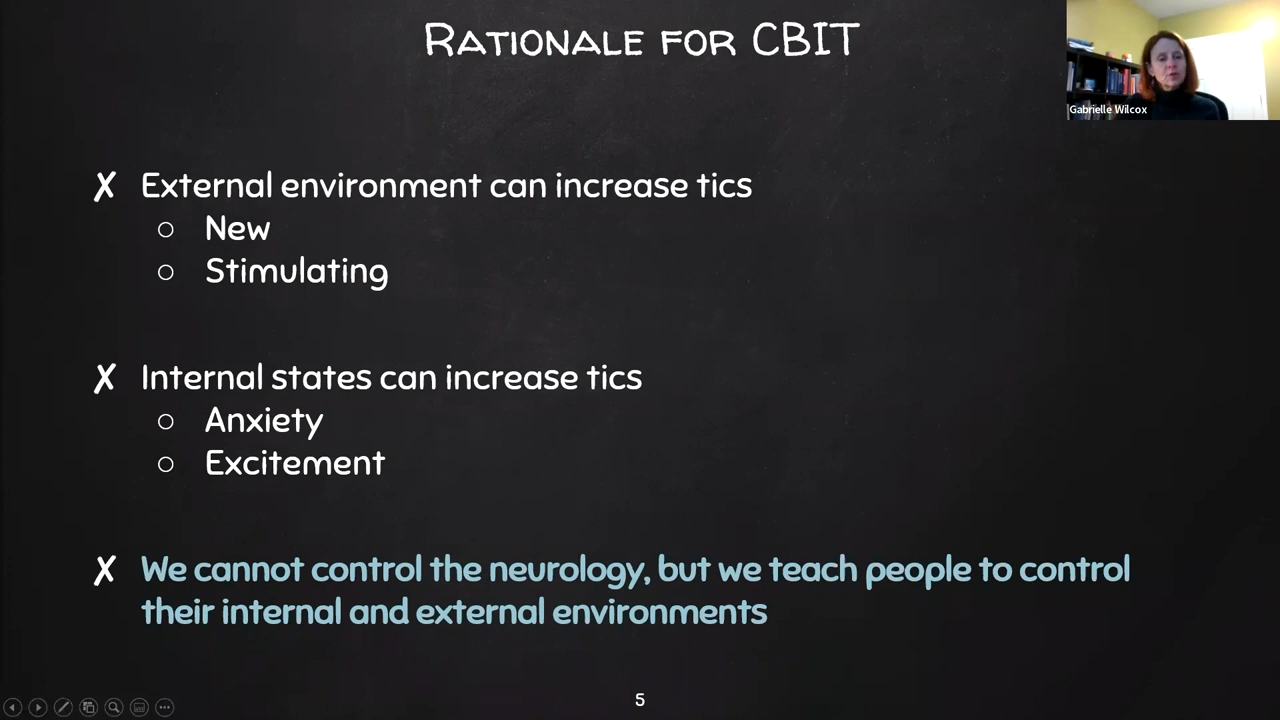 Rationale for CBIT
Gabrielle Wilcox
✗ External environment can increase tics
○ New
○ Stimulating
✗ Internal states can increase tics
○ Anxiety
○ Excitement
✗ We cannot control the neurology, but we teach people to control
their internal and external environments
5